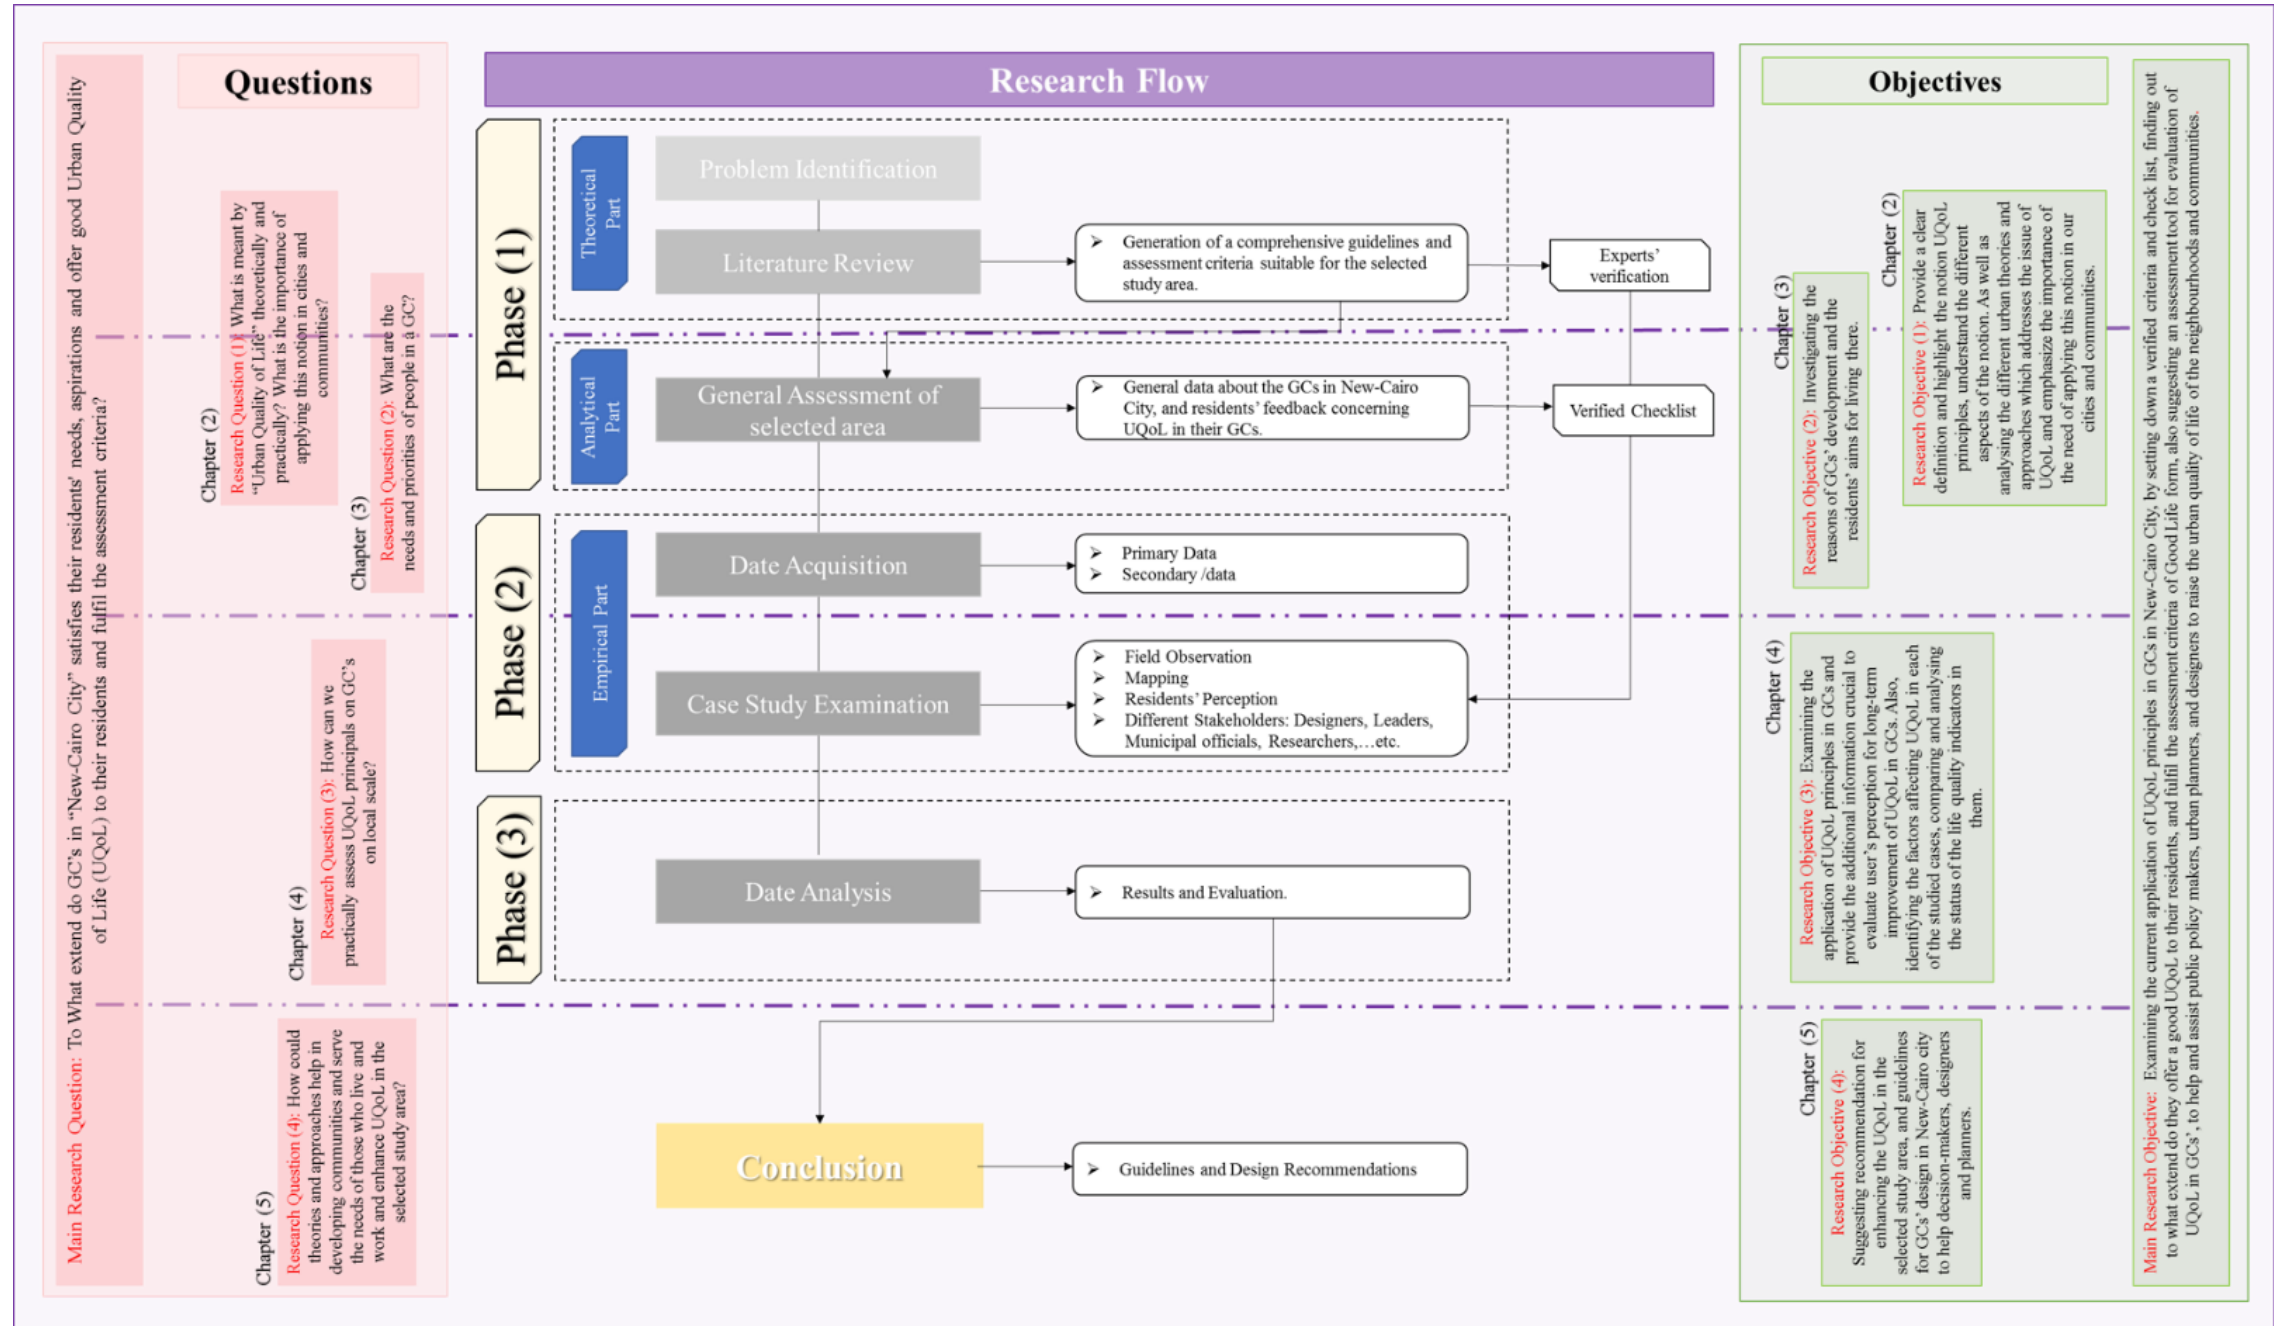 Questions
Main Research Question: To What extend do GC's in “New-Cairo City” satisfies their residents' needs, aspirations and offer good Urban Quality
of Life (UQoL) to their residents and fulfil the assessment criteria?
Chapter (2)
Research Question (1): What is meant by
“Urban Quality of Life” theoretically and
practically? What is the importance of
applying this notion in cities and
communities?
Chapter (3)
Research Question (2): What are the
needs and priorities of people in a GC?
Chapter (4)
Research Question (3): How can we
practically assess UQoL principals on GC's
on local scale?
Chapter (5)
Research Question (4): How could
theories and approaches help in
developing communities and serve
the needs of those who live and
work and enhance UQoL in the
selected study area?
Research Flow
Phase (1)
Theoretical
Part
Problem Identification
Literature Review
➢ Generation of a comprehensive guidelines and
assessment criteria suitable for the selected
study area.
Experts'
verification
Analytical
Part
General Assessment of
selected area
➢ General data about the GCs in New-Cairo
City, and residents' feedback concerning
UQoL in their GCs.
Verified Checklist
Phase (2)
Empirical Part
Date Acquisition
➢ Primary Data
➢ Secondary /data
Case Study Examination
➢ Field Observation
➢ Mapping
➢ Residents' Perception
➢ Different Stakeholders: Designers, Leaders,
Municipal officials, Researchers,…etc.
Phase (3)
Date Analysis
➢ Results and Evaluation.
Conclusion
➢ Guidelines and Design Recommendations
Objectives
Chapter (2)
Research Objective (1): Provide a clear
definition and highlight the notion UQoL
principles, understand the different
aspects of the notion. As well as
analysing the different urban theories and
approaches which addresses the issue of
UQoL and emphasize the importance of
the need of applying this notion in our
cities and communities.
Chapter (3)
Research Objective (2): Investigating the
reasons of GCs' development and the
residents' aims for living there.
Chapter (4)
Research Objective (3): Examining the
application of UQoL principles in GCs and
provide the additional information crucial to
evaluate user's perception for long-term
improvement of UQoL in GCs. Also,
identifying the factors affecting UQoL in each
of the studied cases, comparing and analysing
the status of the life quality indicators in
them.
Chapter (5)
Research Objective (4):
Suggesting recommendation for
enhancing the UQoL in the
selected study area, and guidelines
for GCs' design in New-Cairo city
to help decision-makers, designers
and planners.
Main Research Objective: Examining the current application of UQoL principles in GCs in New-Cairo City, by setting down a verified criteria and check list, finding out
to what extend do they offer a good UQoL to their residents, and fulfil the assessment criteria of Good Life form, also suggesting an assessment tool for evaluation of
UQoL in GCs', to help and assist public policy makers, urban planners, and designers to raise the urban quality of life of the neighbourhoods and communities.